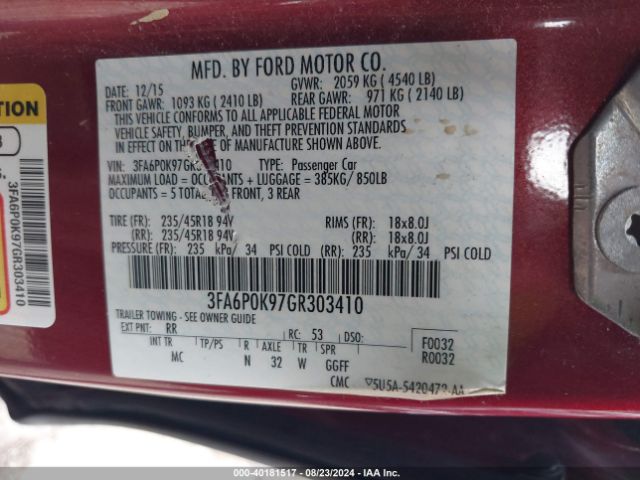 MFD. BY FORD MOTOR CO.
DATE: 12/15 GVWR: 2059 KG (4540 LB)
FRONT GAWR: 1093 KG (2410 LB) REAR GAWR: 971 KG (2140 LB)
THIS VEHICLE CONFORMS TO ALL APPLICABLE FEDERAL MOTOR
VEHICLE SAFETY, BUMPER, AND THEFT PREVENTION STANDARDS
IN EFFECT ON THE DATE OF MANUFACTURE SHOWN ABOVE.
VIN: 3FA6P0K97GR303410 TYPE: Passenger Car
MAXIMUM LOAD = OCCUPANTS + LUGGAGE = 385KG/ 850LB
OCCUPANTS = 5 TOTAL, 2 FRONT, 3 REAR
TIRE (FR): 235/45R18 94V RIMS (FR): 18x8.0J
(RR): 235/45R18 94V (RR): 18x8.0J
PRESSURE (FR): 235 kPa/ 34 PSI COLD (RR): 235 kPa/ 34 PSI COLD
3FA6P0K97GR303410
TRAILER TOWING - SEE OWNER GUIDE
EXT PNT: RR RC: 53 DSO: F0032
INT TR TP/PS R AXLE TR SPR R0032
MC N 32 W GGFF
CMC 5U5A-5420472-AA
3FA6P0K97GR303410
000-40181517 - 08/23/2024 - IAA Inc.